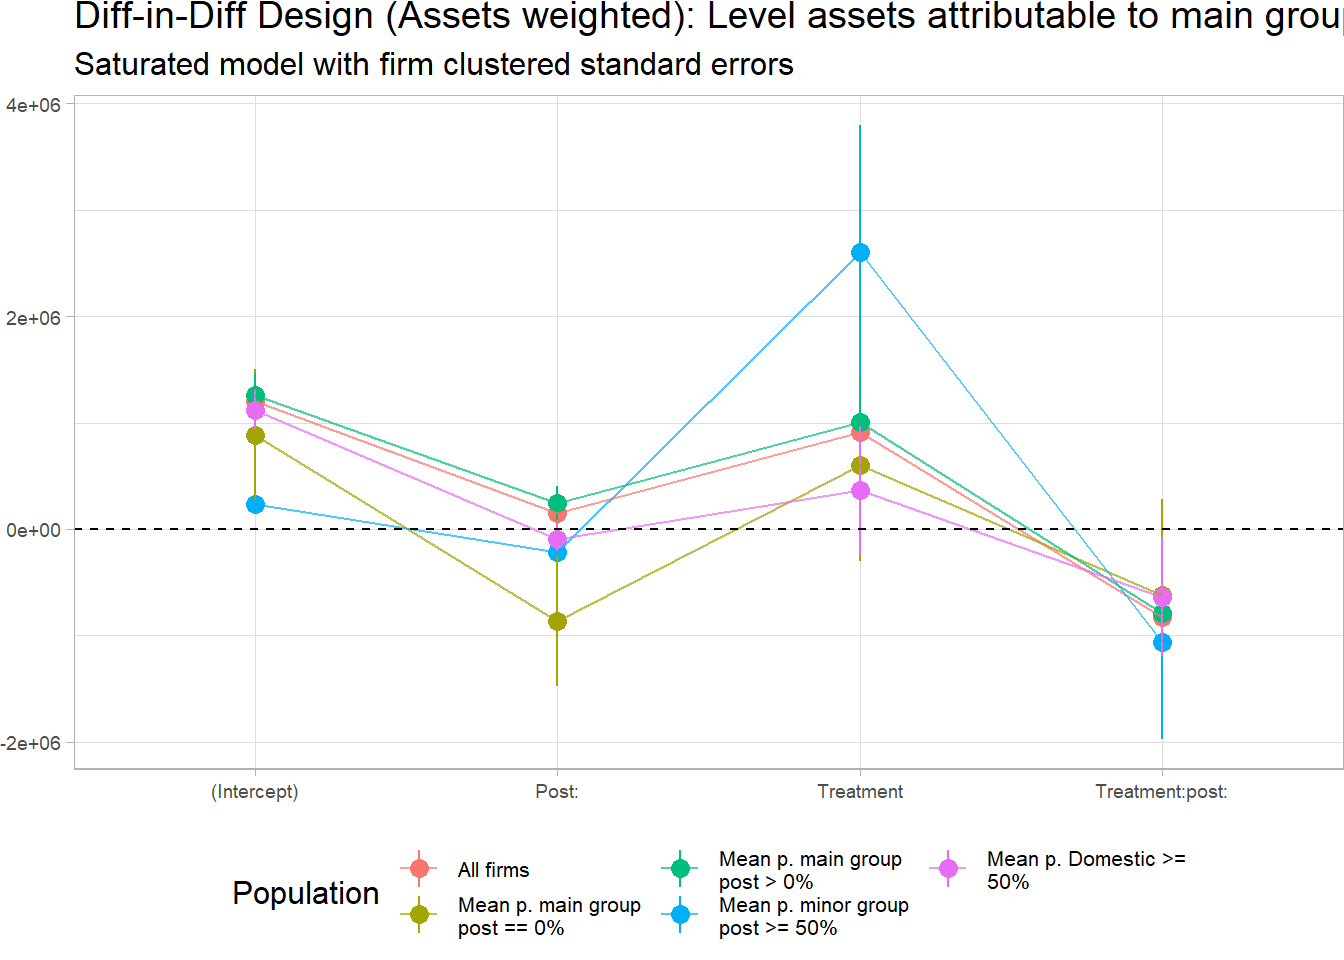 Diff-in-Diff Design (Assets weighted): Level assets attributable to main grou
Saturated model with firm clustered standard errors
4e+06
2e+06
0e+00
-2e+06
(Intercept)
Post:
Treatment
Treatment:post:
Population
All firms
Mean p. main group
post == 0%
Mean p. main group
post > 0%
Mean p. minor group
post >= 50%
Mean p. Domestic >=
50%